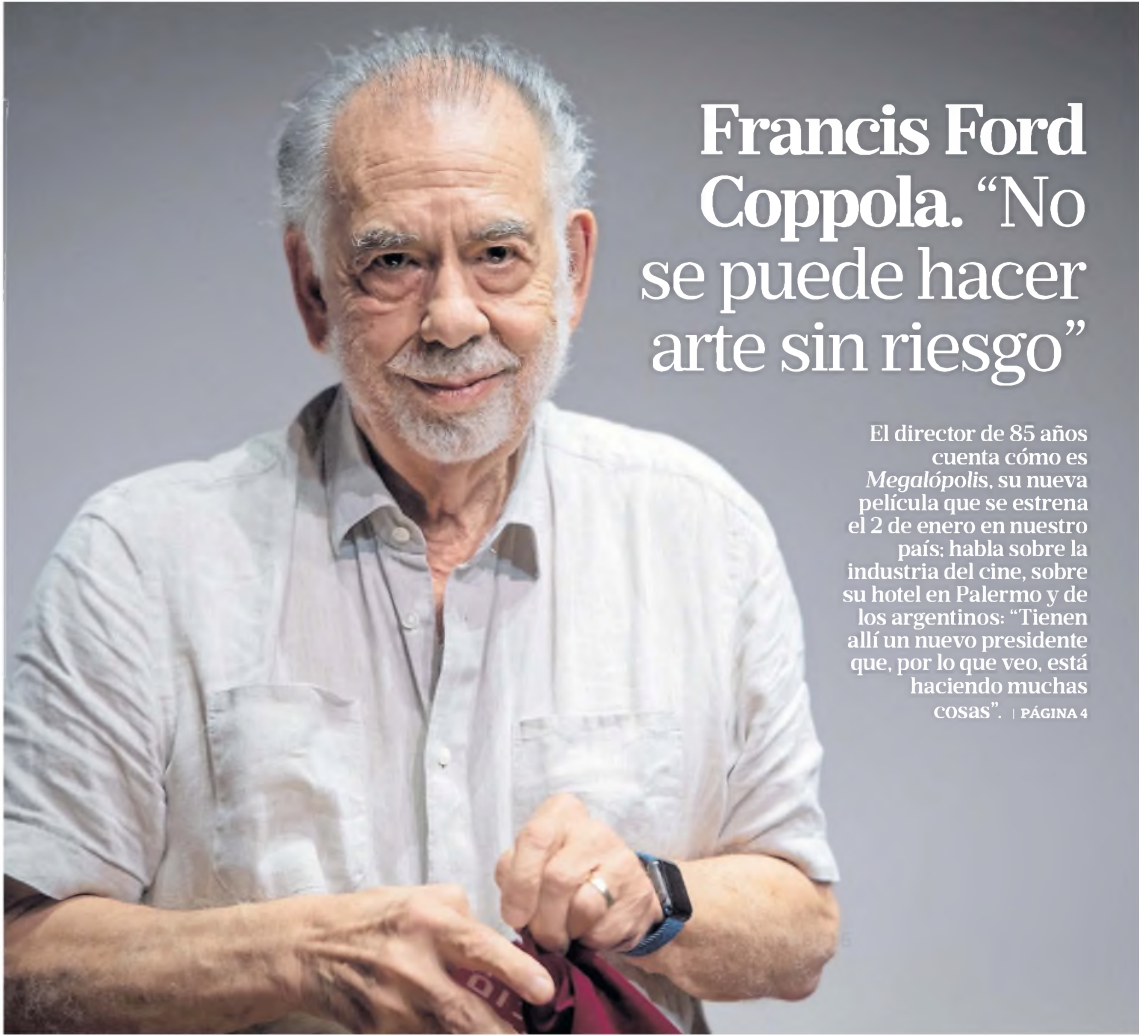 Francis Ford
Coppola. “No
se puede hacer
arte sin riesgo”
El director de 85 años
cuenta cómo es
Megalópolis, su nueva
película que se estrena
el 2 de enero en nuestro
país; habla sobre la
industria del cine, sobre
su hotel en Palermo y de
los argentinos: “Tienen
allí un nuevo presidente
que, por lo que veo, está
haciendo muchas
cosas”. | PÁGINA 4